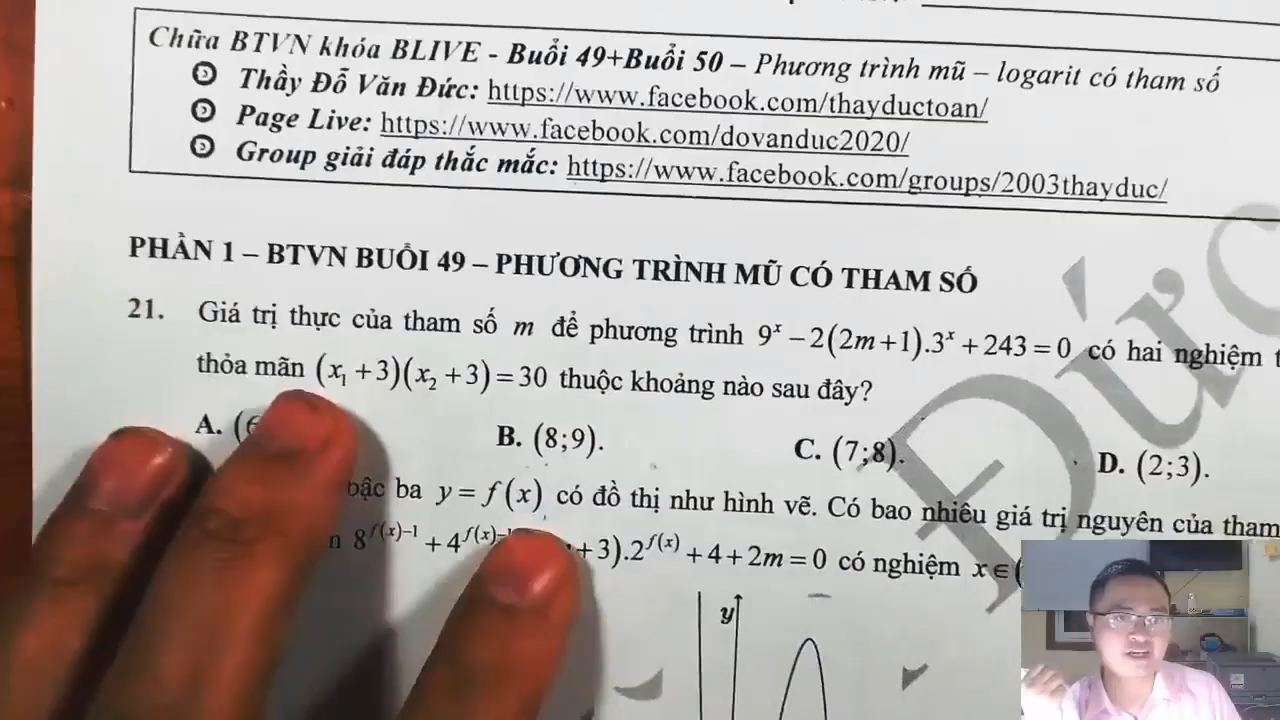 Chữa BTVN khóa BLIVE - Buổi 49+Buổi 50 – Phương trình mũ – logarit có tham số
Thầy Đỗ Văn Đức: https://www.facebook.com/thayductoan/
Page Live: https://www.facebook.com/dovanduc2020/
Group giải đáp thắc mắc: https://www.facebook.com/groups/2003thayduc/
PHẦN 1 – BTVN BUỔI 49 – PHƯƠNG TRÌNH MŨ CÓ THAM SỐ
21. Giá trị thực của tham số m để phương trình 9ˣ – 2(2m+1).3ˣ + 243 = 0 có hai nghiệm
thỏa mãn (x₁+3)(x₂+3) = 30 thuộc khoảng nào sau đây?
A. (6 B. (8;9). C. (7;8). D. (2;3).
bậc ba y = f(x) có đồ thị như hình vẽ. Có bao nhiêu giá trị nguyên của tham
8^{f(x)–1} + 4^{f(x)–1} +3).2^{f(x)} + 4 + 2m = 0 có nghiệm x ∈ (
y
Đức